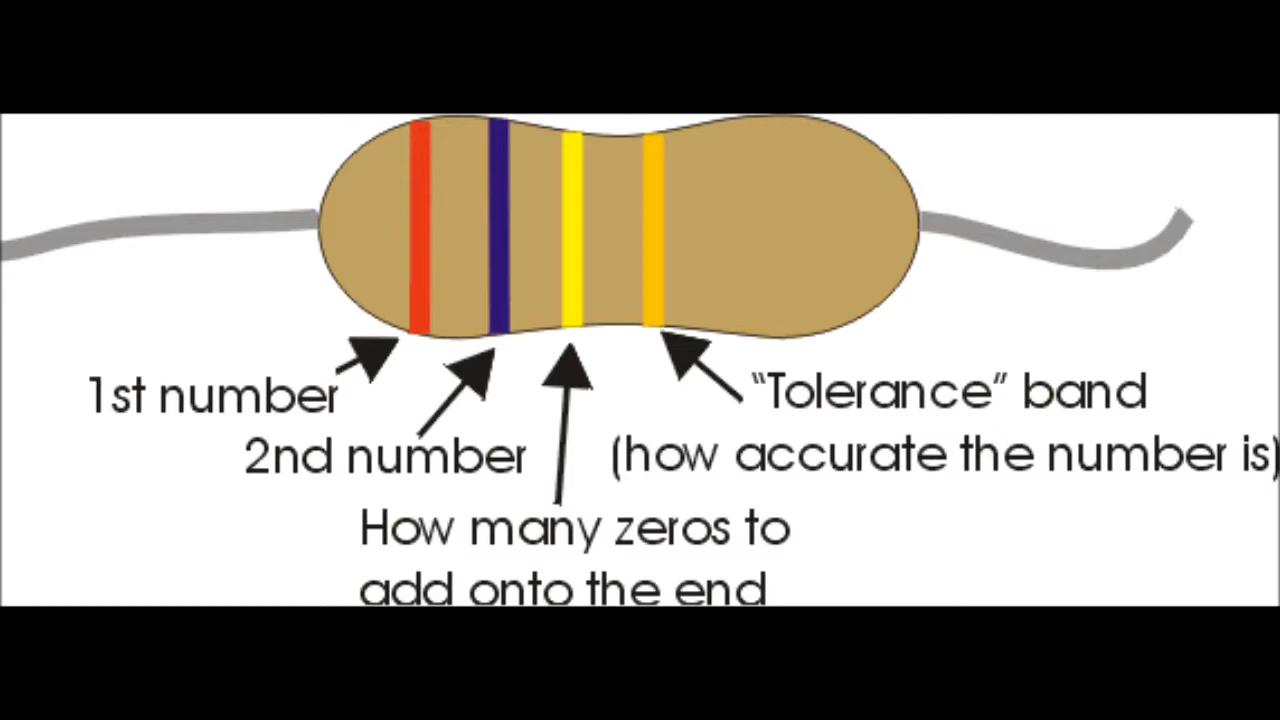 1st number
2nd number
How many zeros to
add onto the end
"Tolerance" band
(how accurate the number is)